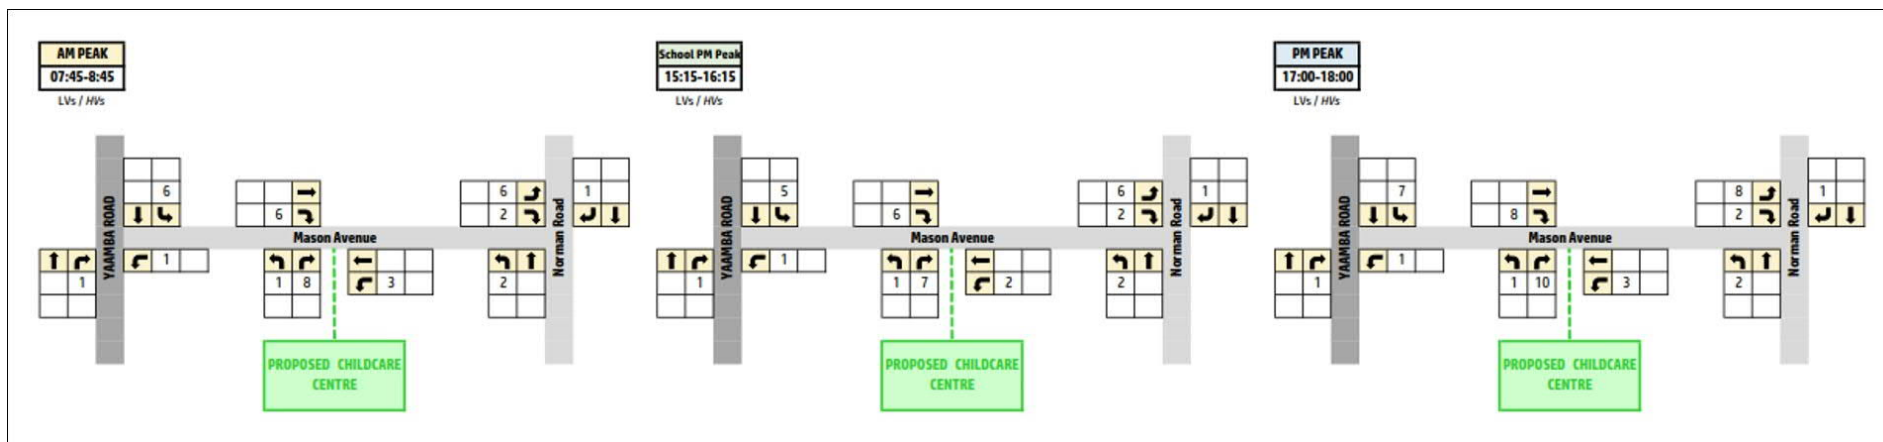 AM PEAK
07:45-8:45
LVs / HVs
6
6
6
2
1
YAAMBA ROAD
Mason Avenue
Norman Road
1
1
1 8
3
2
PROPOSED CHILDCARE
CENTRE
School PM Peak
15:15-16:15
LVs / HVs
5
6
6
2
1
YAAMBA ROAD
Mason Avenue
Norman Road
1
1
1 7
2
2
PROPOSED CHILDCARE
CENTRE
PM PEAK
17:00-18:00
LVs / HVs
7
8
8
2
1
YAAMBA ROAD
Mason Avenue
Norman Road
1
1
1 10
3
2
PROPOSED CHILDCARE
CENTRE